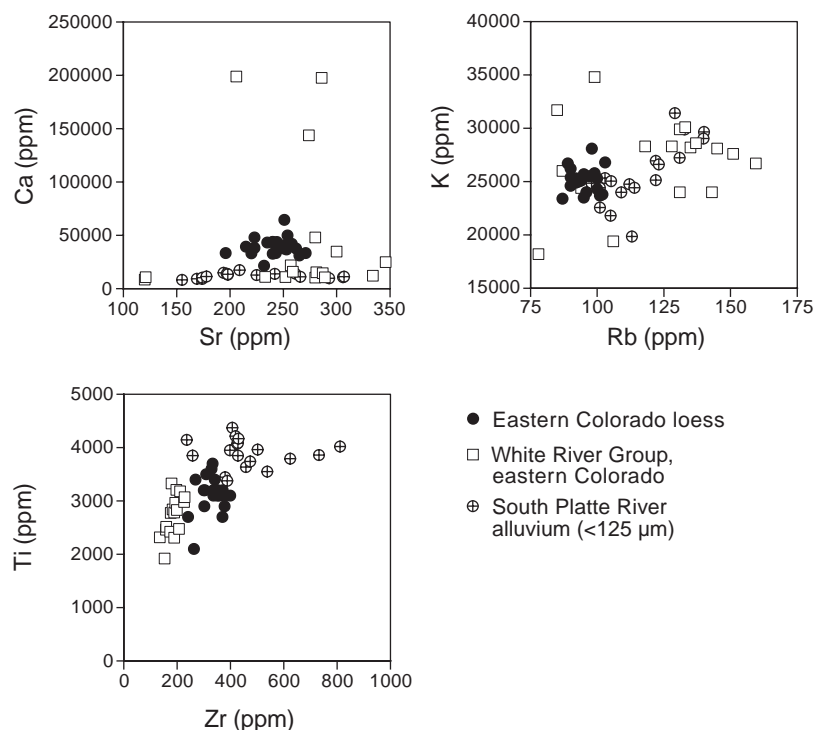 250000
200000
150000
100000
50000
0
Ca (ppm)
100 150 200 250 300 350
Sr (ppm)
40000
35000
30000
25000
20000
15000
K (ppm)
75 100 125 150 175
Rb (ppm)
5000
4000
3000
2000
1000
0
Ti (ppm)
0 200 400 600 800 1000
Zr (ppm)
Eastern Colorado loess
White River Group,
eastern Colorado
South Platte River
alluvium (<125 µm)